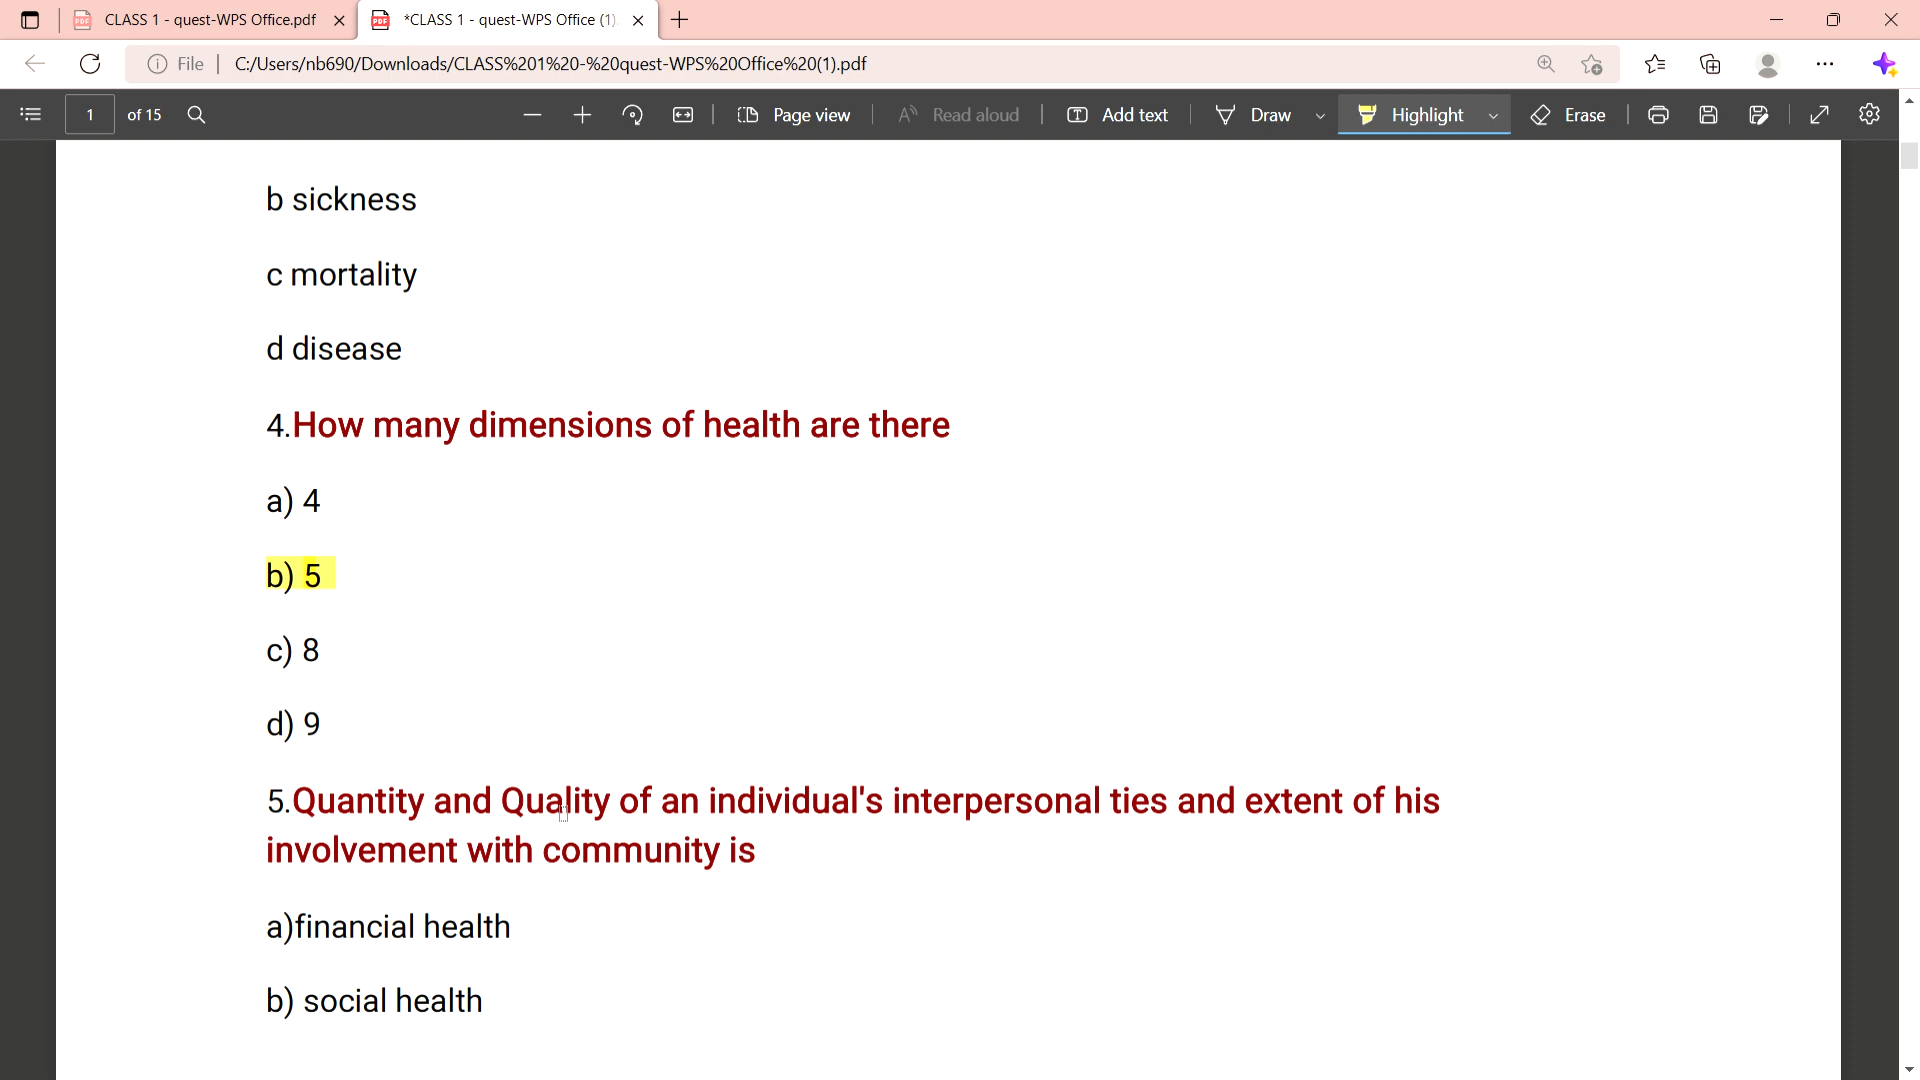 CLASS 1 - quest-WPS Office.pdf
*CLASS 1 - quest-WPS Office (1).
File
C:/Users/nb690/Downloads/CLASS%201%20-%20quest-WPS%20Office%20(1).pdf
1 of 15
Page view
Read aloud
Add text
Draw
Highlight
Erase
b sickness
c mortality
d disease
4.How many dimensions of health are there
a) 4
b) 5
c) 8
d) 9
5.Quantity and Quality of an individual's interpersonal ties and extent of his
involvement with community is
a)financial health
b) social health